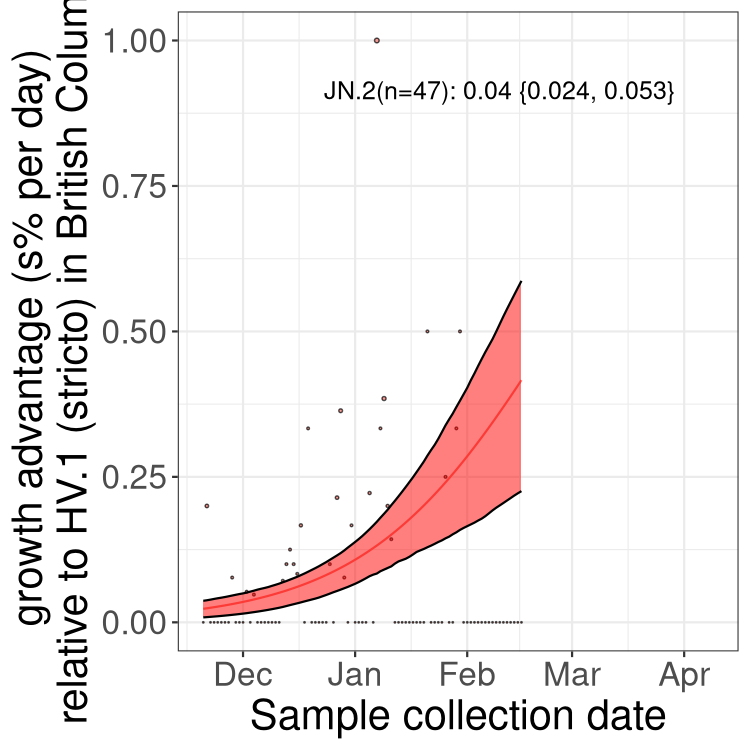 growth advantage (s% per day)
relative to HV.1 (stricto) in British Colum
1.00
0.75
0.50
0.25
0.00
JN.2(n=47): 0.04 {0.024, 0.053}
Dec Jan Feb Mar Apr
Sample collection date